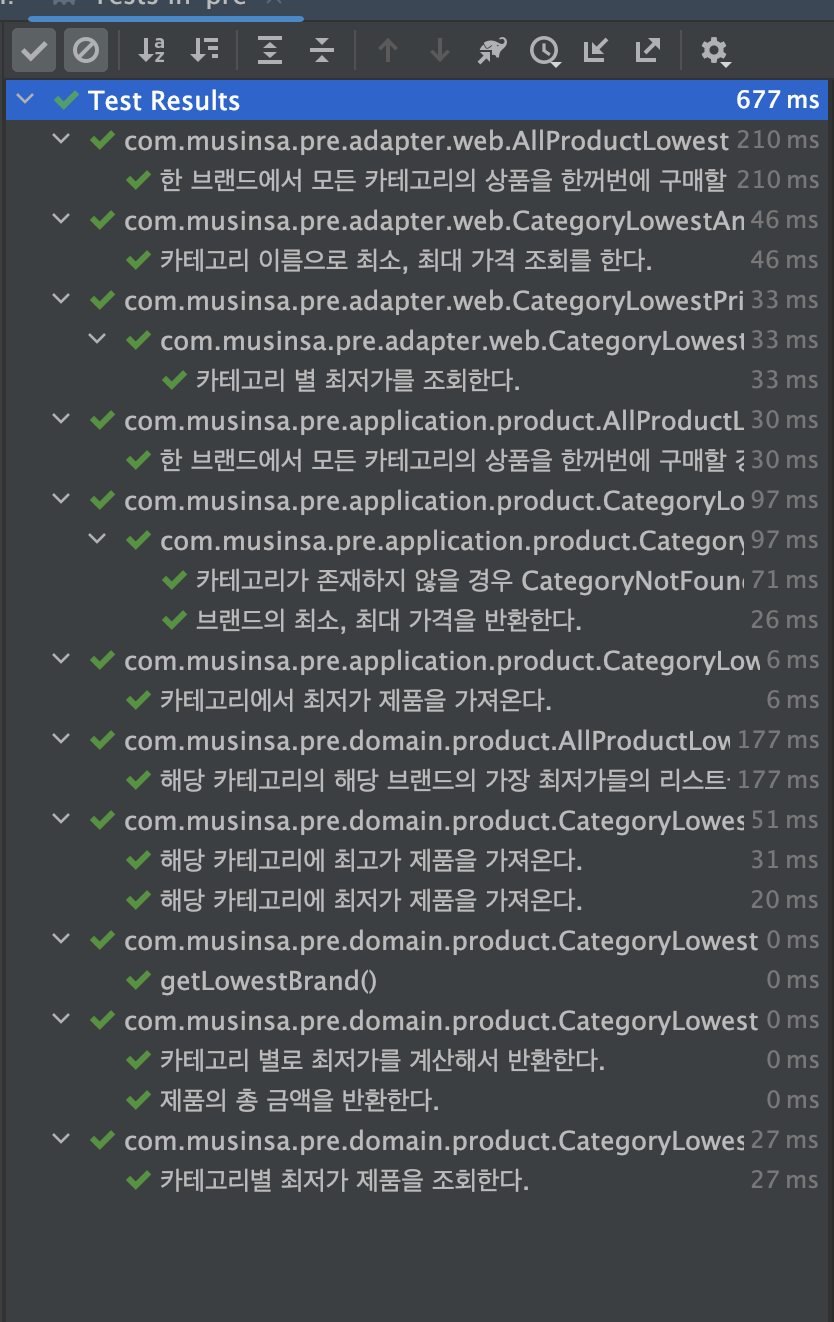 Tests in 'pre'
Test Results 677 ms
com.musinsa.pre.adapter.web.AllProductLowest 210 ms
한 브랜드에서 모든 카테고리의 상품을 한꺼번에 구매할 210 ms
com.musinsa.pre.adapter.web.CategoryLowestAn 46 ms
카테고리 이름으로 최소, 최대 가격 조회를 한다. 46 ms
com.musinsa.pre.adapter.web.CategoryLowestPri 33 ms
com.musinsa.pre.adapter.web.CategoryLowest 33 ms
카테고리 별 최저가를 조회한다. 33 ms
com.musinsa.pre.application.product.AllProductL 30 ms
한 브랜드에서 모든 카테고리의 상품을 한꺼번에 구매할 30 ms
com.musinsa.pre.application.product.CategoryLo 97 ms
com.musinsa.pre.application.product.Category 97 ms
카테고리가 존재하지 않을 경우 CategoryNotFoun 71 ms
브랜드의 최소, 최대 가격을 반환한다. 26 ms
com.musinsa.pre.application.product.CategoryLow 6 ms
카테고리에서 최저가 제품을 가져온다. 6 ms
com.musinsa.pre.domain.product.AllProductLow 177 ms
해당 카테고리의 해당 브랜드의 가장 최저가들의 리스트 177 ms
com.musinsa.pre.domain.product.CategoryLowes 51 ms
해당 카테고리에 최고가 제품을 가져온다. 31 ms
해당 카테고리에 최저가 제품을 가져온다. 20 ms
com.musinsa.pre.domain.product.CategoryLowest 0 ms
getLowestBrand() 0 ms
com.musinsa.pre.domain.product.CategoryLowest 0 ms
카테고리 별로 최저가를 계산해서 반환한다. 0 ms
제품의 총 금액을 반환한다. 0 ms
com.musinsa.pre.domain.product.CategoryLowes 27 ms
카테고리별 최저가 제품을 조회한다. 27 ms